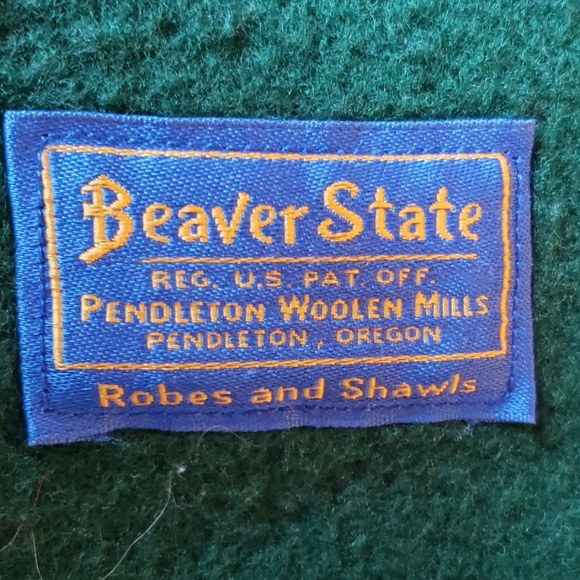 Beaver State
REG. U.S. PAT. OFF.
PENDLETON WOOLEN MILLS
PENDLETON, OREGON
Robes and Shawls